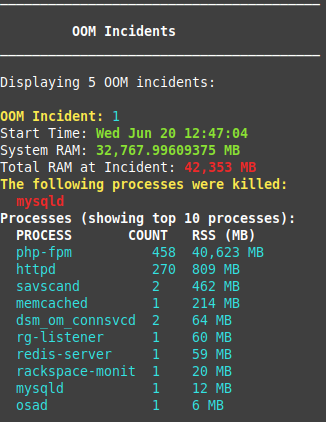 OOM Incidents
Displaying 5 OOM incidents:
OOM Incident: 1
Start Time: Wed Jun 20 12:47:04
System RAM: 32,767.99609375 MB
Total RAM at Incident: 42,353 MB
The following processes were killed:
mysqld
Processes (showing top 10 processes):
PROCESS COUNT RSS (MB)
php-fpm 458 40,623 MB
httpd 270 809 MB
savscand 2 462 MB
memcached 1 214 MB
dsm_om_connsvcd 2 64 MB
rg-listener 1 60 MB
redis-server 1 59 MB
rackspace-monit 1 20 MB
mysqld 1 12 MB
osad 1 6 MB